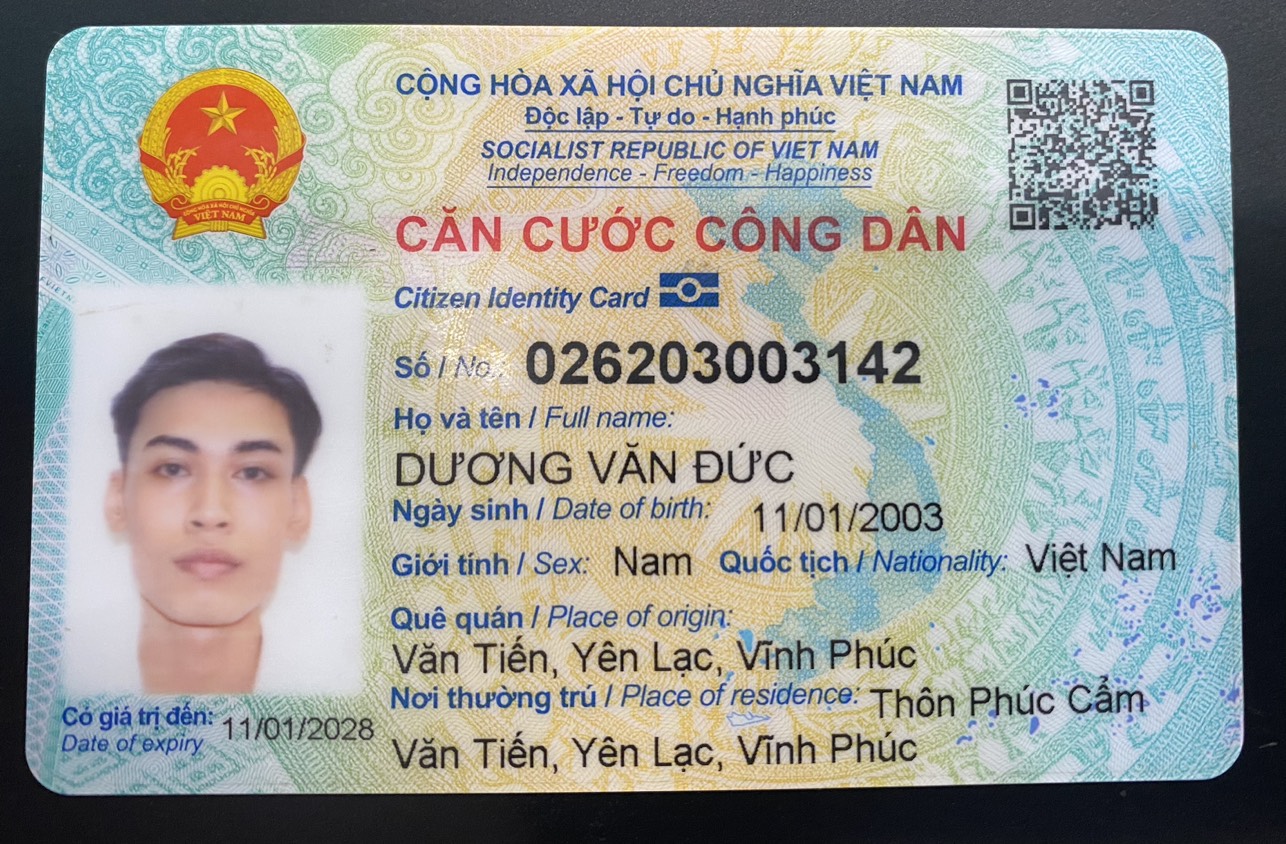 CỘNG HÒA XÃ HỘI CHỦ NGHĨA VIỆT NAM
Độc lập - Tự do - Hạnh phúc
SOCIALIST REPUBLIC OF VIET NAM
Independence - Freedom - Happiness
CỘNG HÒA XÃ HỘI CHỦ NGHĨA
VIỆT NAM
CĂN CƯỚC CÔNG DÂN
Citizen Identity Card
Số / No.: 026203003142
Họ và tên / Full name:
DƯƠNG VĂN ĐỨC
Ngày sinh / Date of birth: 11/01/2003
Giới tính / Sex: Nam Quốc tịch / Nationality: Việt Nam
Quê quán / Place of origin:
Văn Tiến, Yên Lạc, Vĩnh Phúc
Nơi thường trú / Place of residence: Thôn Phúc Cẩm
Văn Tiến, Yên Lạc, Vĩnh Phúc
Có giá trị đến: 11/01/2028
Date of expiry